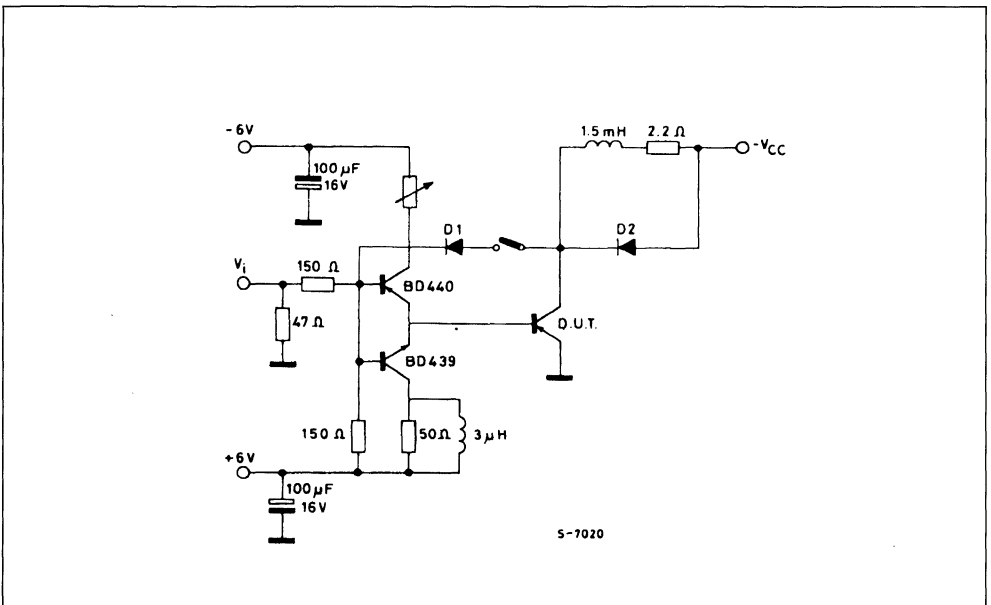 -6V
100 µF
16V
1.5 mH
2.2 Ω
-VCC
D1
D2
Vi
150 Ω
BD440
47 Ω
D.U.T.
BD439
150 Ω
50 Ω
3 µH
+6V
100 µF
16V
S-7020